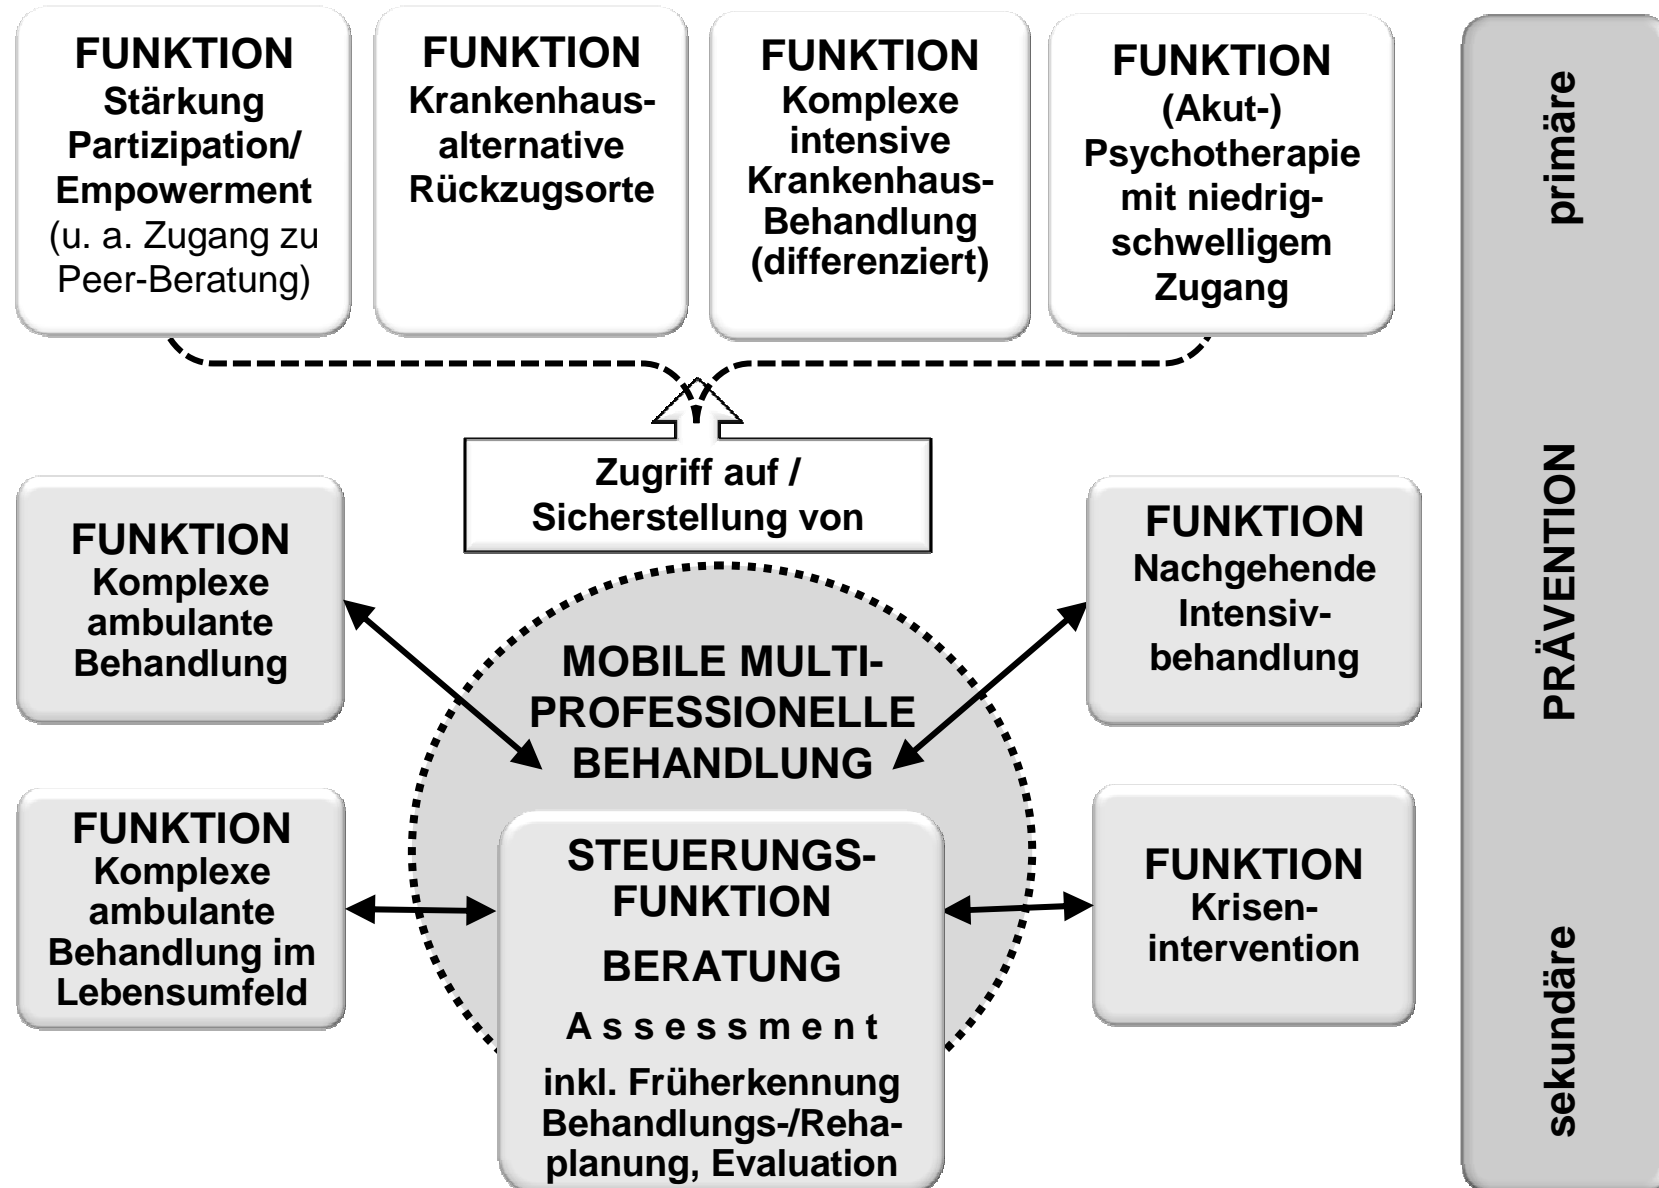 FUNKTION
Stärkung
Partizipation/
Empowerment
(u. a. Zugang zu
Peer-Beratung)
FUNKTION
Krankenhaus-
alternative
Rückzugsorte
FUNKTION
Komplexe
intensive
Krankenhaus-
Behandlung
(differenziert)
FUNKTION
(Akut-)
Psychotherapie
mit niedrig-
schwelligem
Zugang
Zugriff auf /
Sicherstellung von
FUNKTION
Komplexe
ambulante
Behandlung
FUNKTION
Nachgehende
Intensiv-
behandlung
MOBILE MULTI-
PROFESSIONELLE
BEHANDLUNG
FUNKTION
Komplexe
ambulante
Behandlung im
Lebensumfeld
STEUERUNGS-
FUNKTION
BERATUNG
A s s e s s m e n t
inkl. Früherkennung
Behandlungs-/Reha-
planung, Evaluation
FUNKTION
Krisen-
intervention
primäre
PRÄVENTION
sekundäre